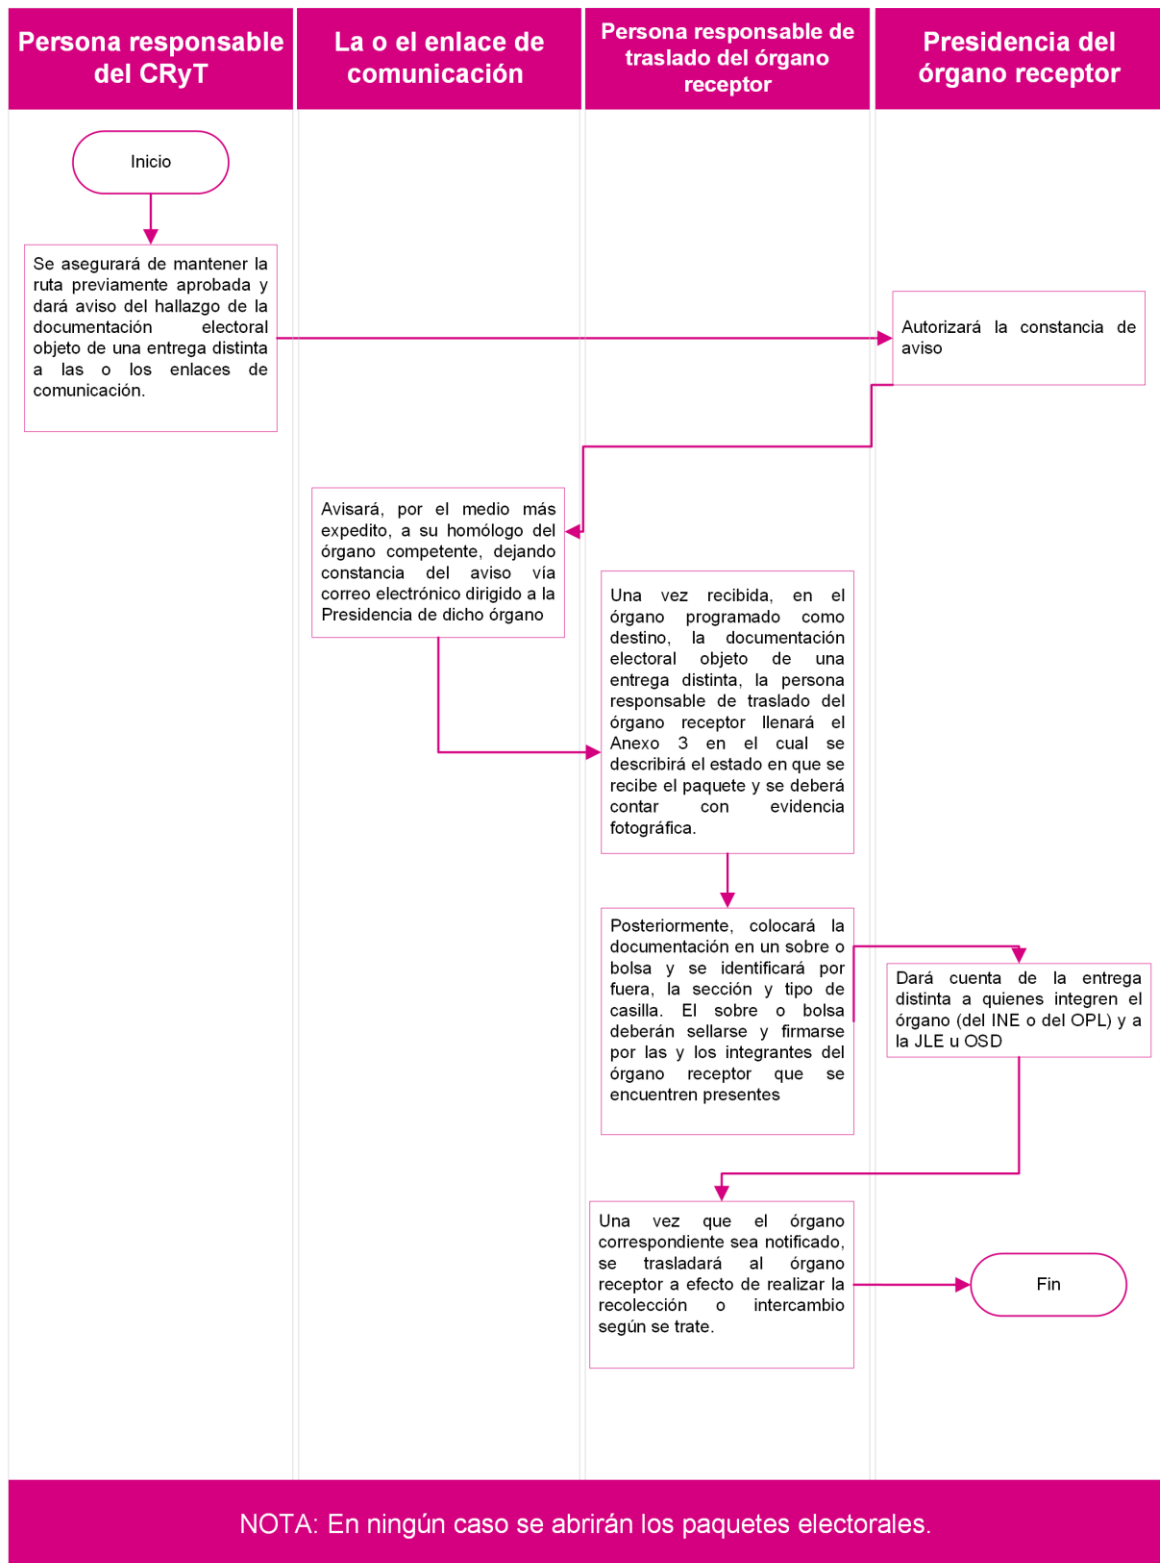 Persona responsable
del CRyT
La o el enlace de
comunicación
Persona responsable de
traslado del órgano
receptor
Presidencia del
órgano receptor
Inicio
Se asegurará de mantener la
ruta previamente aprobada y
dará aviso del hallazgo de la
documentación electoral
objeto de una entrega distinta
a las o los enlaces de
comunicación.
Autorizará la constancia de
aviso
Avisará, por el medio más
expedito, a su homólogo del
órgano competente, dejando
constancia del aviso vía
correo electrónico dirigido a la
Presidencia de dicho órgano
Una vez recibida, en el
órgano programado como
destino, la documentación
electoral objeto de una
entrega distinta, la persona
responsable de traslado del
órgano receptor llenará el
Anexo 3 en el cual se
describirá el estado en que se
recibe el paquete y se deberá
contar con evidencia
fotográfica.
Posteriormente, colocará la
documentación en un sobre o
bolsa y se identificará por
fuera, la sección y tipo de
casilla. El sobre o bolsa
deberán sellarse y firmarse
por las y los integrantes del
órgano receptor que se
encuentren presentes
Dará cuenta de la entrega
distinta a quienes integren el
órgano (del INE o del OPL) y a
la JLE u OSD
Una vez que el órgano
correspondiente sea notificado,
se trasladará al órgano
receptor a efecto de realizar la
recolección o intercambio
según se trate.
Fin
NOTA: En ningún caso se abrirán los paquetes electorales.